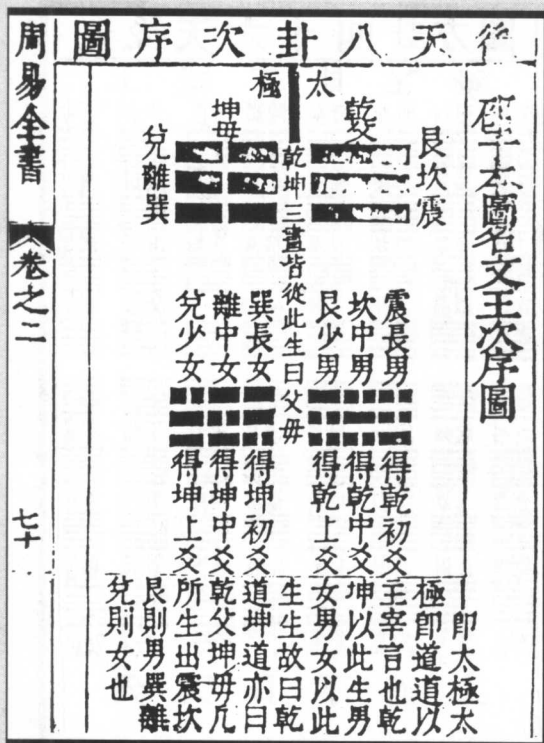 後天八卦次序圖
本圖名文王次序圖
太極
乾父
坤母
艮坎震
兌離巽
乾坤三畫皆從此生曰父毋
震長男
得乾初爻
坎中男
得乾中爻
艮少男
得乾上爻
巽長女
得坤初爻
離中女
得坤中爻
兌少女
得坤上爻
即太極太
極即道道以
主宰言也乾
坤以此生男
女男女以此
生生故曰乾
道坤道亦曰
乾父坤毋凡
所生出震坎
艮則男巽離
兌則女也
周易全書
卷之二
七十